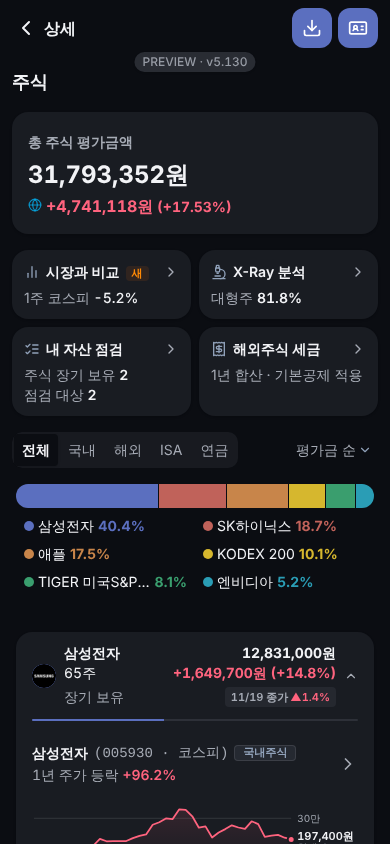 상세
PREVIEW · v5.130
주식
총 주식 평가금액
31,793,352원
+4,741,118원 (+17.53%)
시장과 비교 새
1주 코스피 -5.2%
X-Ray 분석
대형주 81.8%
내 자산 점검
주식 장기 보유 2
점검 대상 2
해외주식 세금
1년 합산 · 기본공제 적용
전체 국내 해외 ISA 연금 평가금 순
삼성전자 40.4% SK하이닉스 18.7%
애플 17.5% KODEX 200 10.1%
TIGER 미국S&P... 8.1% 엔비디아 5.2%
SAMSUNG
삼성전자 12,831,000원
65주 +1,649,700원 (+14.8%)
장기 보유 11/19 종가 ▲1.4%
삼성전자 (005930 · 코스피) 국내주식
1년 주가 등락 +96.2%
30만
197,400원